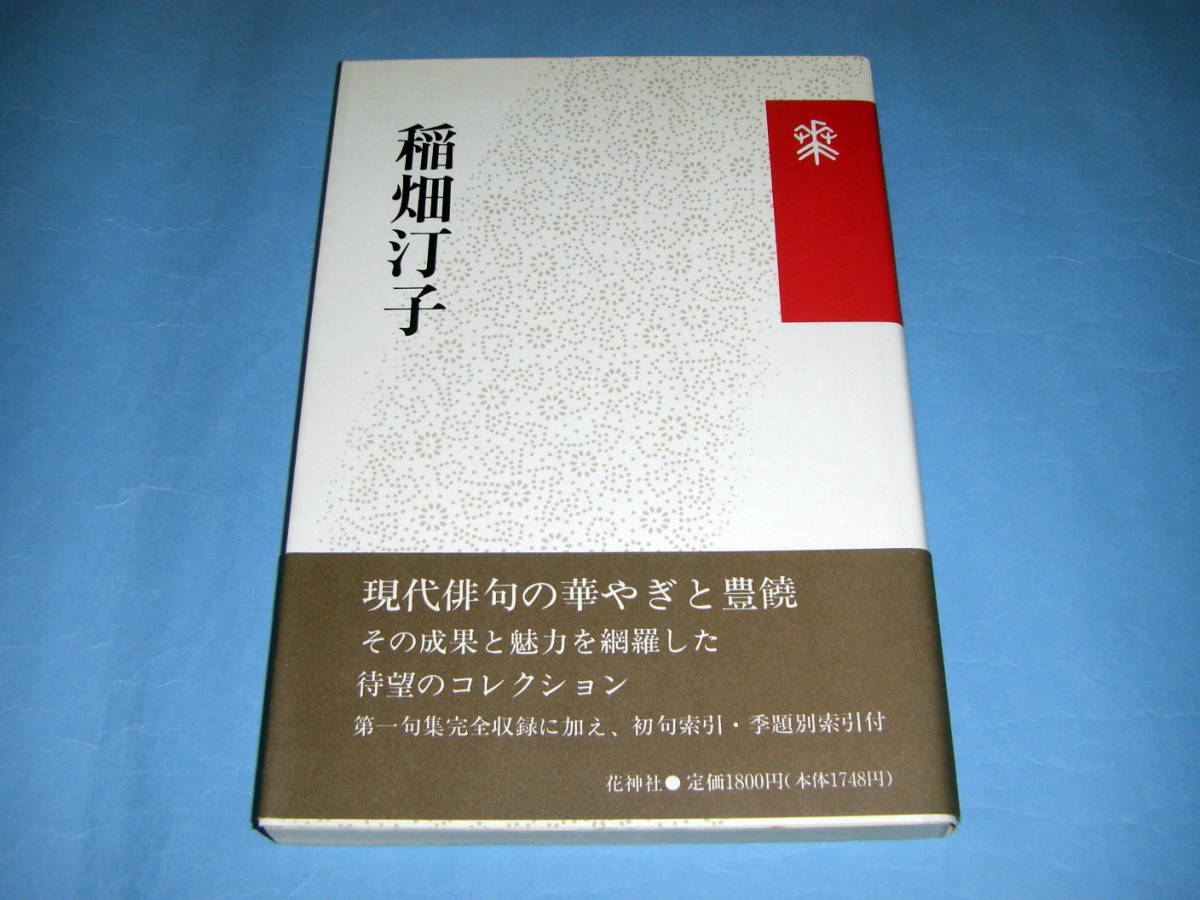 稲畑汀子
現代俳句の華やぎと豊饒
その成果と魅力を網羅した
待望のコレクション
第一句集完全収録に加え、初句索引・季題別索引付
花神社●定価1800円(本体1748円)